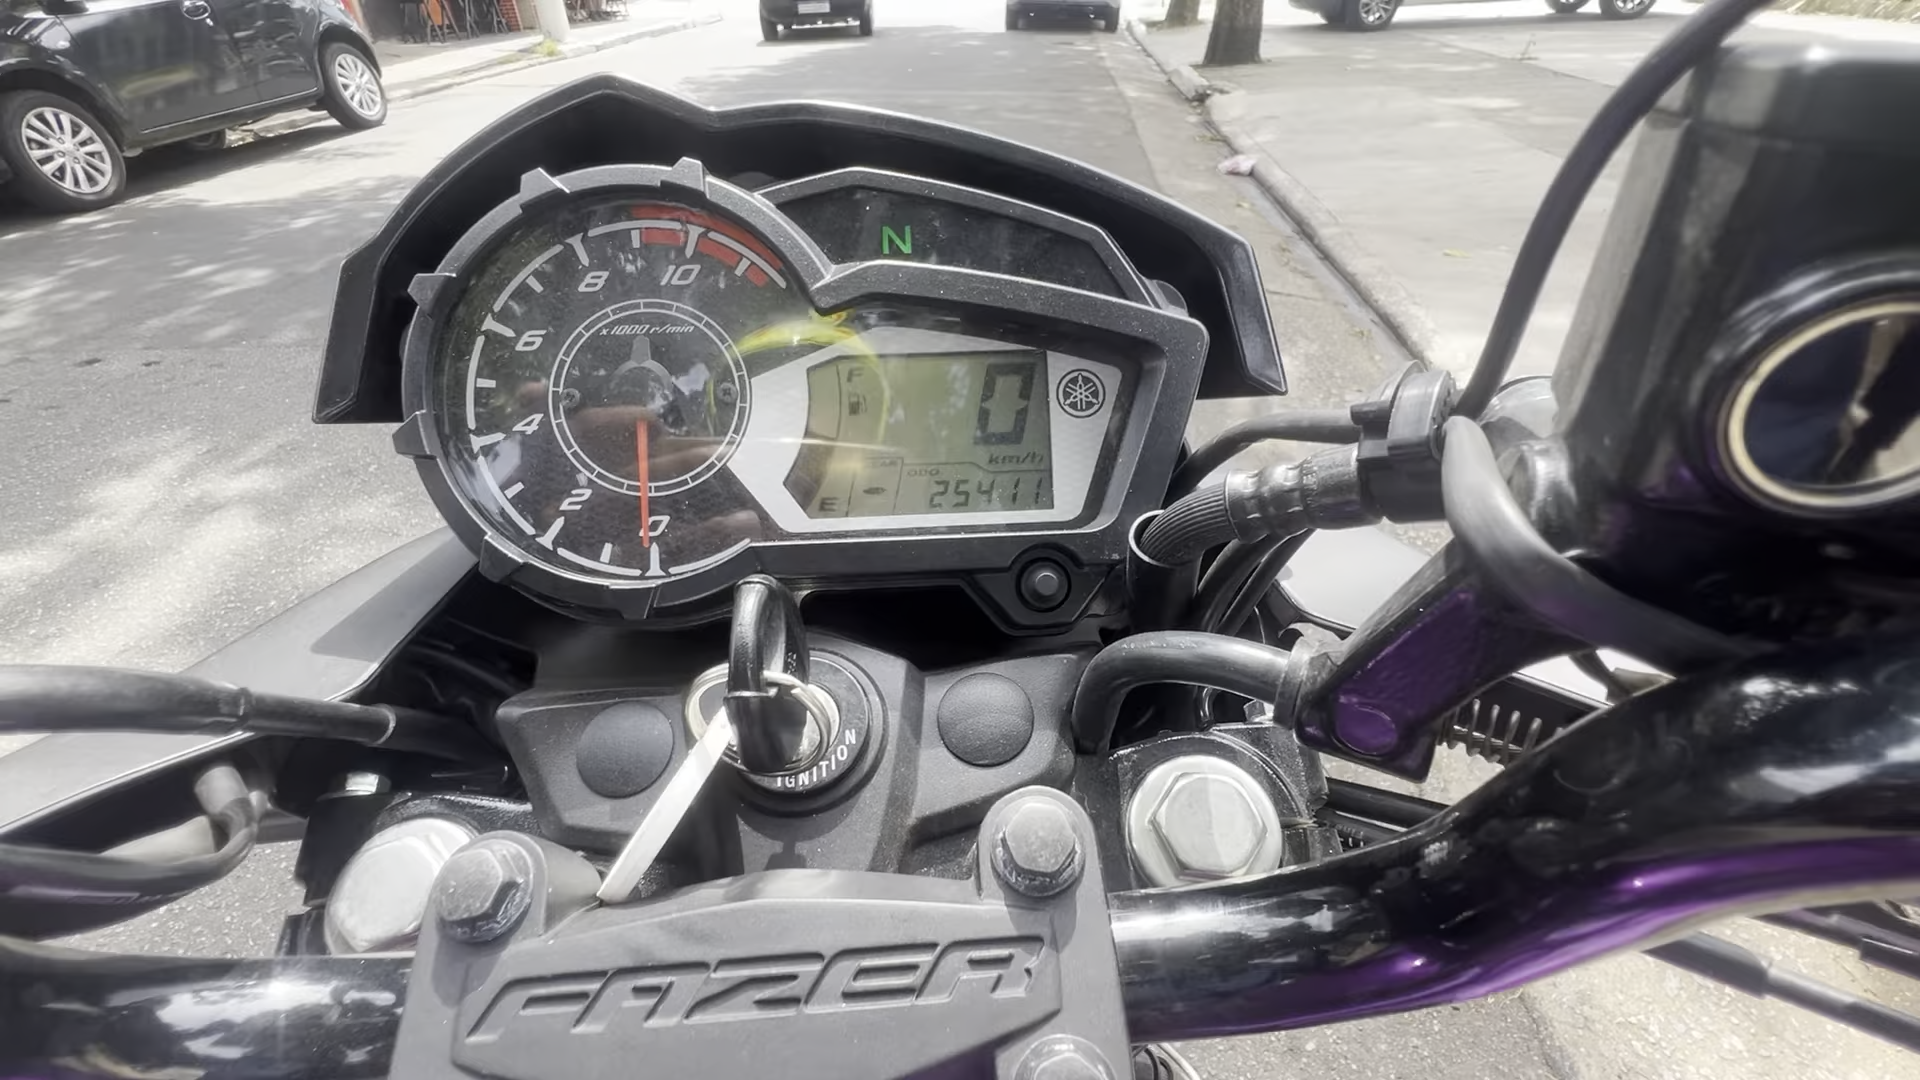 N
10
8
x1000 r/min
6
4
2
0
F
0
km/h
ODO
25411
E
IGNITION
FAZER